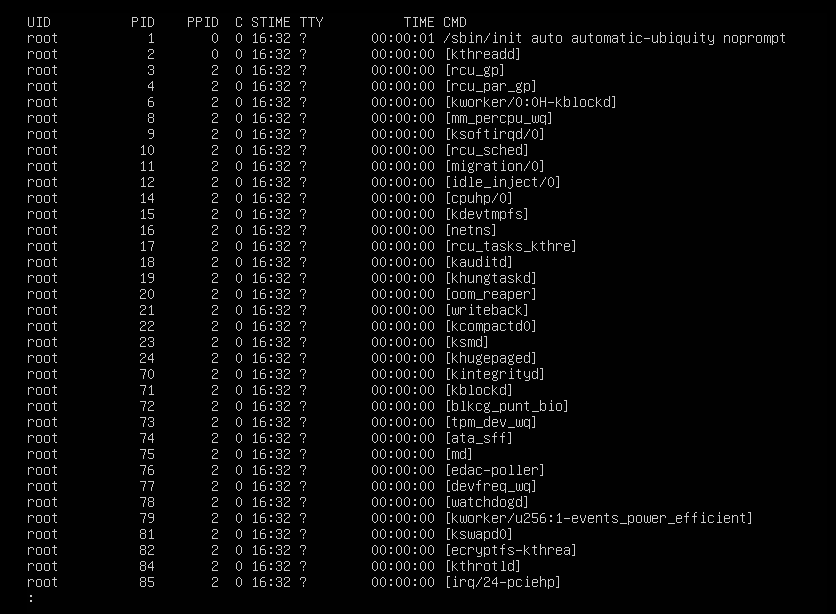 UID          PID    PPID  C STIME TTY          TIME CMD
root           1       0  0 16:32 ?        00:00:01 /sbin/init auto automatic-ubiquity noprompt
root           2       0  0 16:32 ?        00:00:00 [kthreadd]
root           3       2  0 16:32 ?        00:00:00 [rcu_gp]
root           4       2  0 16:32 ?        00:00:00 [rcu_par_gp]
root           6       2  0 16:32 ?        00:00:00 [kworker/0:0H-kblockd]
root           8       2  0 16:32 ?        00:00:00 [mm_percpu_wq]
root           9       2  0 16:32 ?        00:00:00 [ksoftirqd/0]
root          10       2  0 16:32 ?        00:00:00 [rcu_sched]
root          11       2  0 16:32 ?        00:00:00 [migration/0]
root          12       2  0 16:32 ?        00:00:00 [idle_inject/0]
root          14       2  0 16:32 ?        00:00:00 [cpuhp/0]
root          15       2  0 16:32 ?        00:00:00 [kdevtmpfs]
root          16       2  0 16:32 ?        00:00:00 [netns]
root          17       2  0 16:32 ?        00:00:00 [rcu_tasks_kthre]
root          18       2  0 16:32 ?        00:00:00 [kauditd]
root          19       2  0 16:32 ?        00:00:00 [khungtaskd]
root          20       2  0 16:32 ?        00:00:00 [oom_reaper]
root          21       2  0 16:32 ?        00:00:00 [writeback]
root          22       2  0 16:32 ?        00:00:00 [kcompactd0]
root          23       2  0 16:32 ?        00:00:00 [ksmd]
root          24       2  0 16:32 ?        00:00:00 [khugepaged]
root          70       2  0 16:32 ?        00:00:00 [kintegrityd]
root          71       2  0 16:32 ?        00:00:00 [kblockd]
root          72       2  0 16:32 ?        00:00:00 [blkcg_punt_bio]
root          73       2  0 16:32 ?        00:00:00 [tpm_dev_wq]
root          74       2  0 16:32 ?        00:00:00 [ata_sff]
root          75       2  0 16:32 ?        00:00:00 [md]
root          76       2  0 16:32 ?        00:00:00 [edac-poller]
root          77       2  0 16:32 ?        00:00:00 [devfreq_wq]
root          78       2  0 16:32 ?        00:00:00 [watchdogd]
root          79       2  0 16:32 ?        00:00:00 [kworker/u256:1-events_power_efficient]
root          81       2  0 16:32 ?        00:00:00 [kswapd0]
root          82       2  0 16:32 ?        00:00:00 [ecryptfs-kthrea]
root          84       2  0 16:32 ?        00:00:00 [kthrotld]
root          85       2  0 16:32 ?        00:00:00 [irq/24-pciehp]
: